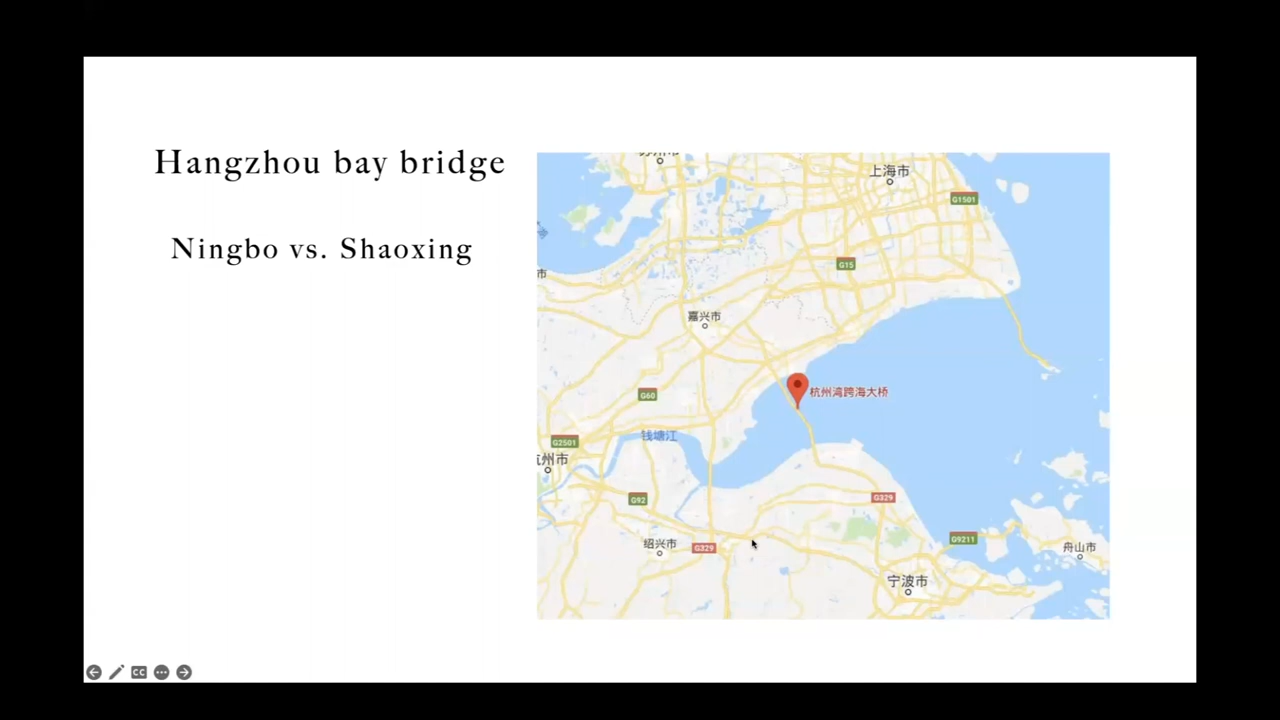 Hangzhou bay bridge
Ningbo vs. Shaoxing
上海市
G1501
G15
市
嘉兴市
杭州湾跨海大桥
G60
钱塘江
G2501
州市
G92
G329
绍兴市
G329
G9211
舟山市
宁波市
CC